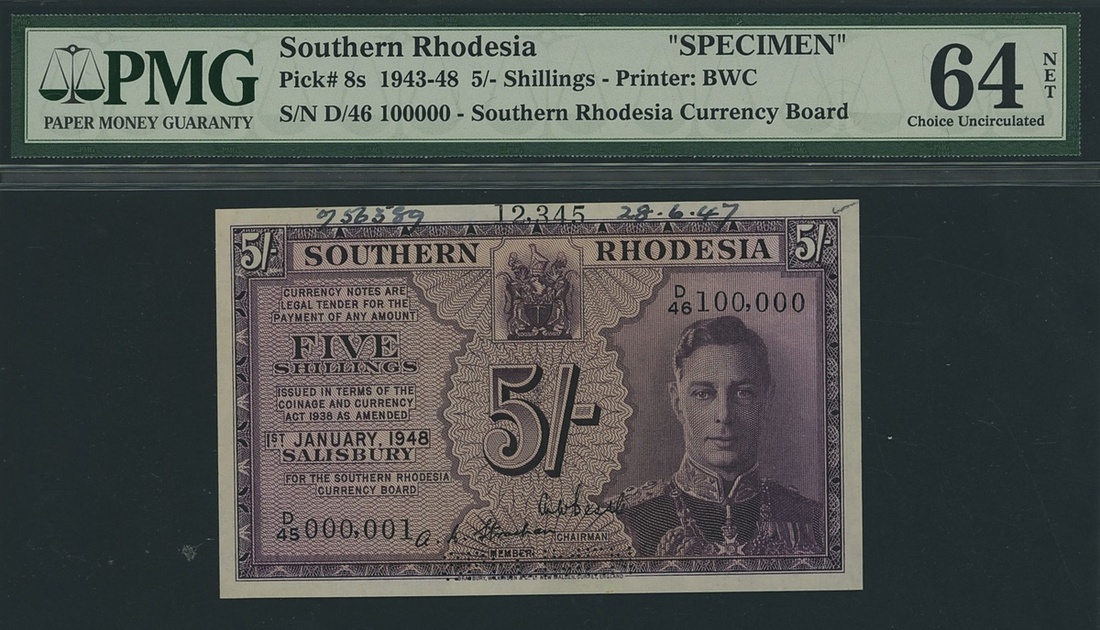 PMG
PAPER MONEY GUARANTY
Southern Rhodesia "SPECIMEN"
Pick# 8s 1943-48 5/- Shillings - Printer: BWC
S/N D/46 100000 - Southern Rhodesia Currency Board
64 NET
Choice Uncirculated
756389 12,345 28.6.47
5/- SOUTHERN RHODESIA 5/-
CURRENCY NOTES ARE
LEGAL TENDER FOR THE
PAYMENT OF ANY AMOUNT
D/46 100,000
FIVE
SHILLINGS
5/-
ISSUED IN TERMS OF THE
COINAGE AND CURRENCY
ACT 1938 AS AMENDED
1ST JANUARY, 1948
SALISBURY
FOR THE SOUTHERN RHODESIA
CURRENCY BOARD
D/45 000,001
CHAIRMAN
MEMBER